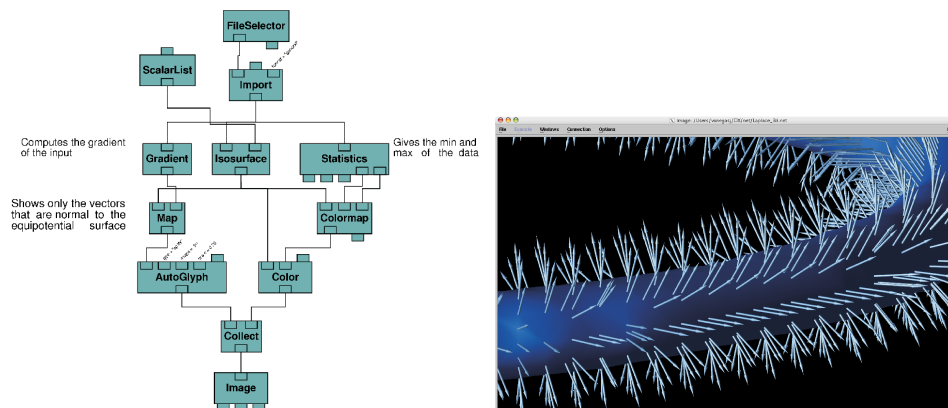 FileSelector
ScalarList
Import
Computes the gradient
of the input
Gradient
Isosurface
Statistics
Gives the min and
max of the data
Shows only the vectors
that are normal to the
equipotential surface
Map
Colormap
AutoGlyph
Color
Collect
Image
File
Execute
Windows
Connection
Options